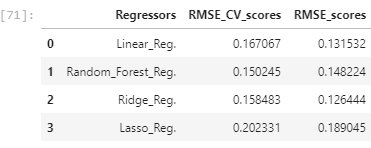 [71]:
Regressors RMSE_CV_scores RMSE_scores
0 Linear_Reg. 0.167067 0.131532
1 Random_Forest_Reg. 0.150245 0.148224
2 Ridge_Reg. 0.158483 0.126444
3 Lasso_Reg. 0.202331 0.189045